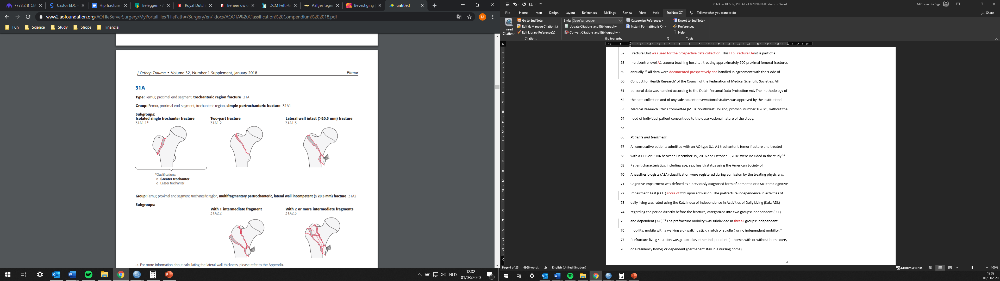 7773.2 BTCE
Castor EDC -
Hip fracture
Beleggen - A
Royal Dutch
Beheer uw o
DCM Felti-G
Aaltjes tege
Bevestiging
untitled
www2.aofoundation.org/AOFileServerSurgery/MyPortalFiles?FilePath=/Surgery/en/_docs/AOOTA%20Classification%20Compendium%202018.pdf
M
Fun Science Study Shops Financial
J Orthop Trauma • Volume 32, Number 1 Supplement, January 2018 Femur
31A
Type: Femur, proximal end segment, trochanteric region fracture 31A
Group: Femur, proximal end segment, trochanteric region, simple pertrochanteric fracture 31A1
Subgroups:
Isolated single trochanter fracture Two-part fracture Lateral wall intact (>20.5 mm) fracture
31A1.1* 31A1.2 31A1.3
*Qualifications:
n Greater trochanter
o Lesser trochanter
Group: Femur, proximal end segment, trochanteric region, multifragmentary pertrochanteric, lateral wall incompetent (≤ 20.5 mm) fracture 31A2
Subgroups:
With 1 intermediate fragment With 2 or more intermediate fragments
31A2.2 31A2.3
→ For more information about calculating the lateral wall thickness, please refer to the Appendix.
NLD
12:32
01/03/2020
PFNA vs DHS bij PFF A1 v1.8 2020-03-01.docx - Word
MPL van der Sijp
File Home Insert Design Layout References Mailings Review View Help EndNote X7 Tell me what you want to do Share
Insert Citation
Go to EndNote
Edit & Manage Citation(s)
Edit Library Reference(s)
Citations
Style: Sage Vancouver
Update Citations and Bibliography
Convert Citations and Bibliography
Categorize References
Instant Formatting is On
Bibliography
Export to EndNote
Preferences
Help
Tools
57 Fracture Unit was used for the prospective data collection. This Hip Fracture Uunit is part of a
58 multicentre level A1 trauma teaching hospital, treating approximately 500 proximal femoral fractures
59 annually.13 All data were documented prospectively and handled in agreement with the ‘Code of
60 Conduct for Health Research’ of the Council of the Federation of Medical Scientific Societies. All
61 personal data was handled according to the Dutch Personal Data Protection Act. The methodology of
62 the data collection and of any subsequent observational studies was approved by the institutional
63 Medical Research Ethics Committee (METC Southwest Holland; protocol number 18-029) without the
64 need of individual patient consent due to the observational nature of the study.
65
66 Patients and treatment
67 All consecutive patients admitted with an AO type 3.1-A1 trochanteric femur fracture and treated
68 with a DHS or PFNA between December 19, 2016 and October 1, 2018 were included in the study.14
69 Patient characteristics, including age, sex, health status using the American Society of
70 Anaesthesiologists (ASA) classification were registered during admission by the treating physicians.
71 Cognitive impairment was defined as a previously diagnosed form of dementia or a Six Item Cognitive
72 Impairment Test (6CIT) score of ≥11 upon admission. The prefracture independence in activities of
73 daily living was rated using the Katz Index of Independence in Activities of Daily Living (Katz ADL)
74 regarding the period directly before the fracture, categorized into two groups: independent (0-1)
75 and dependent (3-6).15 The prefracture mobility was subdivided in three3 groups: independent
76 mobility, mobile with a walking aid (walking stick, crutch or stroller) or no independent mobility.16
77 Prefracture living situation was grouped as either independent (at home, with or without home care,
78 or a residency home) or dependent (permanent stay in a nursing home).
4
Page 4 of 25 4968 words English (United Kingdom) Display Settings 100%
12:32
01/03/2020